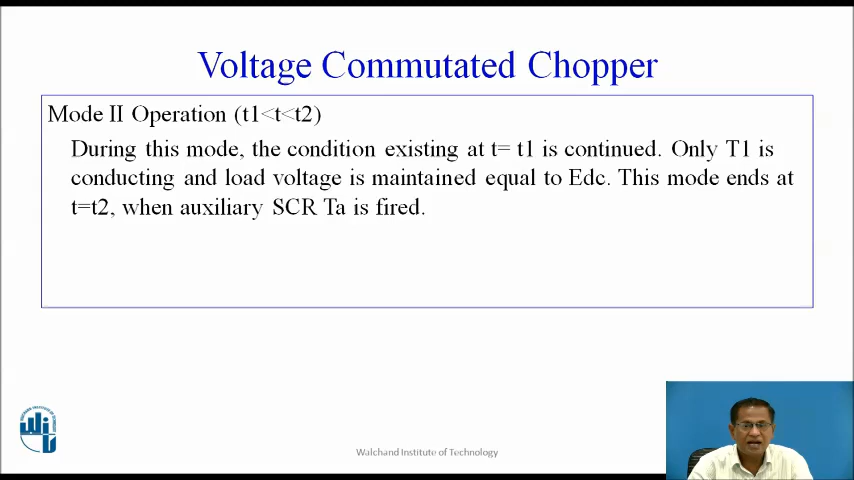 Voltage Commutated Chopper
Mode II Operation (t1<t<t2)
During this mode, the condition existing at t= t1 is continued. Only T1 is
conducting and load voltage is maintained equal to Edc. This mode ends at
t=t2, when auxiliary SCR Ta is fired.
Walchand Institute of Technology